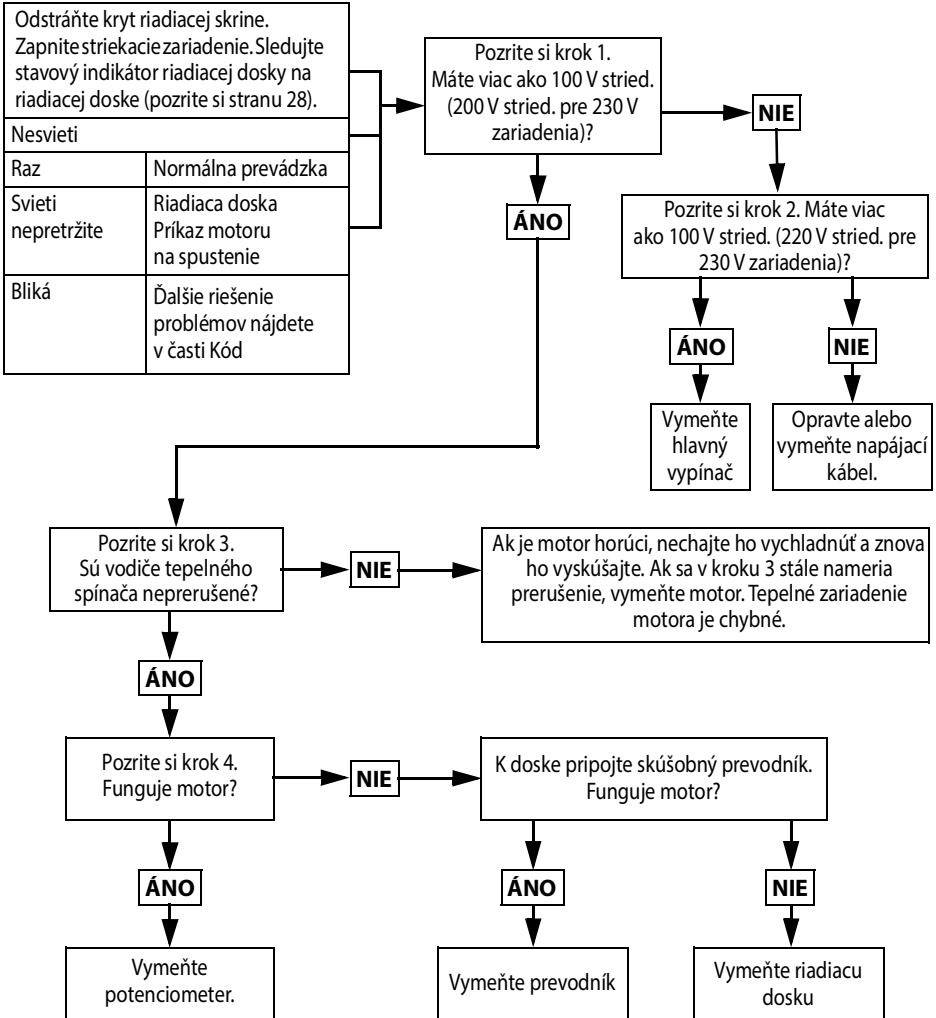 Odstráňte kryt riadiacej skrine.
Zapnite striekacie zariadenie. Sledujte
stavový indikátor riadiacej dosky na
riadiacej doske (pozrite si stranu 28).
Nesvieti
Raz
Normálna prevádzka
Svieti
nepretržite
Riadiaca doska
Príkaz motoru
na spustenie
Bliká
Ďalšie riešenie
problémov nájdete
v časti Kód
Pozrite si krok 1.
Máte viac ako 100 V stried.
(200 V stried. pre 230 V
zariadenia)?
NIE
ÁNO
Pozrite si krok 2. Máte viac
ako 100 V stried. (220 V stried. pre
230 V zariadenia)?
ÁNO
NIE
Vymeňte
hlavný
vypínač
Opravte alebo
vymeňte napájací
kábel.
Pozrite si krok 3.
Sú vodiče tepelného
spínača neprerušené?
NIE
Ak je motor horúci, nechajte ho vychladnúť a znova
ho vyskúšajte. Ak sa v kroku 3 stále nameria
prerušenie, vymeňte motor. Tepelné zariadenie
motora je chybné.
ÁNO
Pozrite si krok 4.
Funguje motor?
NIE
K doske pripojte skúšobný prevodník.
Funguje motor?
ÁNO
ÁNO
NIE
Vymeňte
potenciometer.
Vymeňte prevodník
Vymeňte riadiacu
dosku